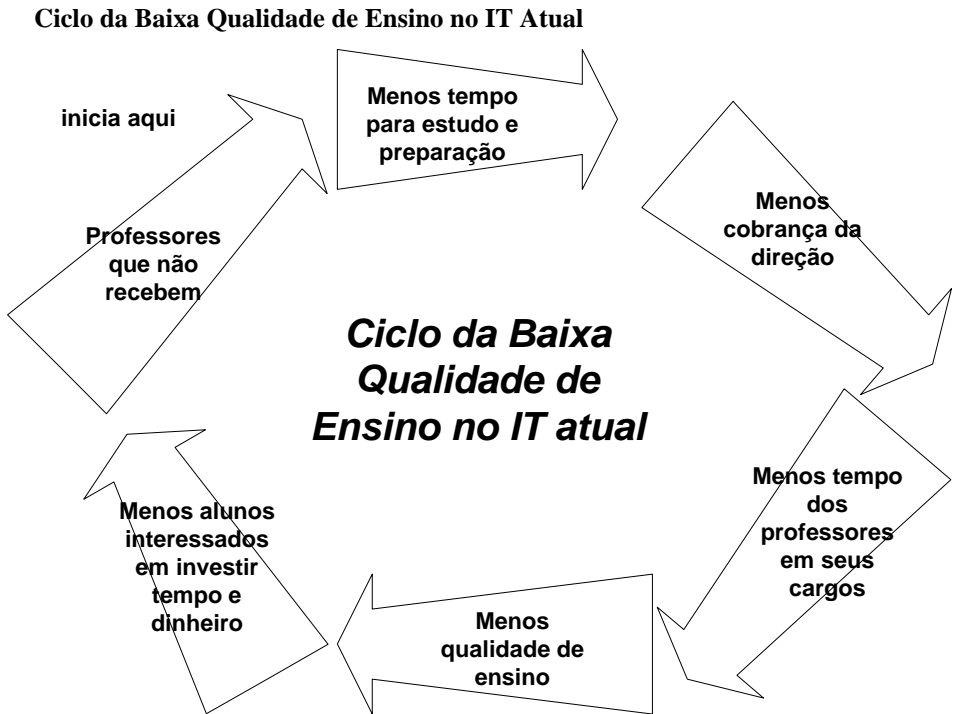 Ciclo da Baixa Qualidade de Ensino no IT Atual
inicia aqui
Professores
que não
recebem
Menos tempo
para estudo e
preparação
Menos
cobrança da
direção
Menos tempo
dos
professores
em seus
cargos
Menos
qualidade de
ensino
Menos alunos
interessados
em investir
tempo e
dinheiro
Ciclo da Baixa
Qualidade de
Ensino no IT atual